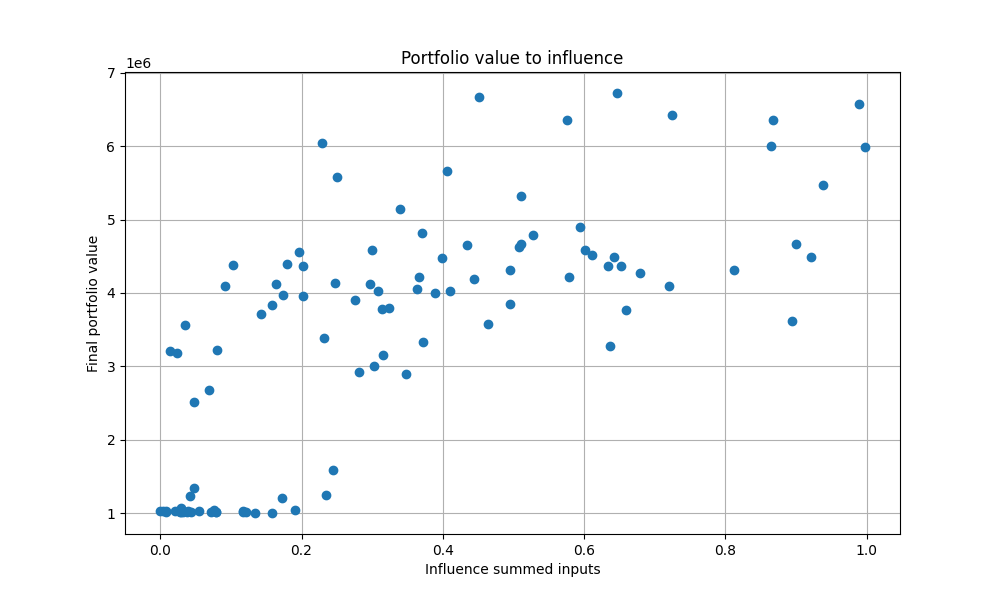 Portfolio value to influence
1e6
7
6
5
4
3
2
1
Final portfolio value
0.0 0.2 0.4 0.6 0.8 1.0
Influence summed inputs